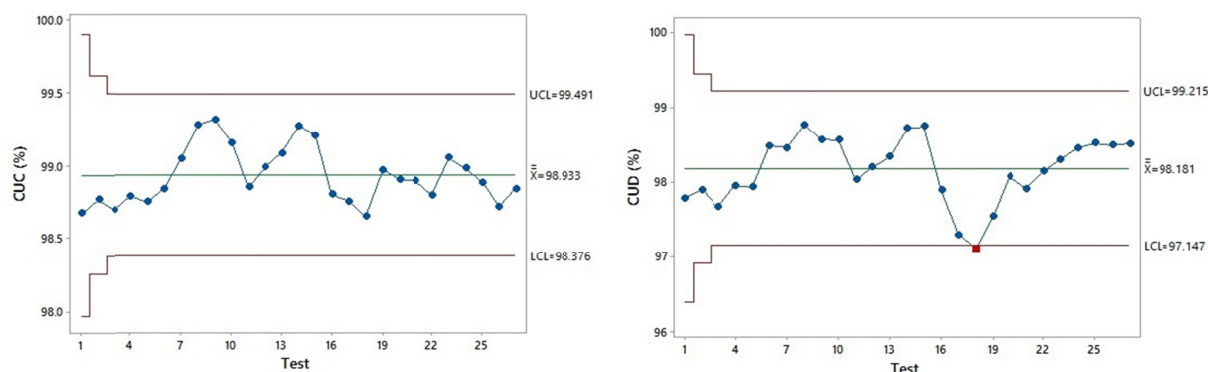 100.0
99.5
99.0
98.5
98.0
CUC (%)
UCL=99.491
X̿=98.933
LCL=98.376
1 4 7 10 13 16 19 22 25
Test
100
99
98
97
96
CUD (%)
UCL=99.215
X̿=98.181
LCL=97.147
1 4 7 10 13 16 19 22 25
Test